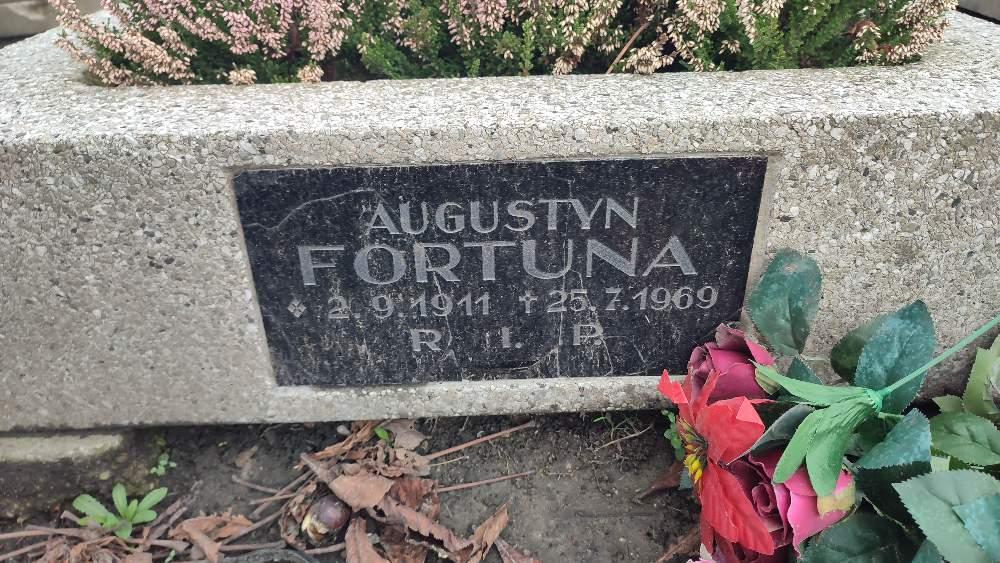 AUGUSTYN
FORTUNA
❖ 2.9.1911 ✝ 25.7.1969
R. I. P.